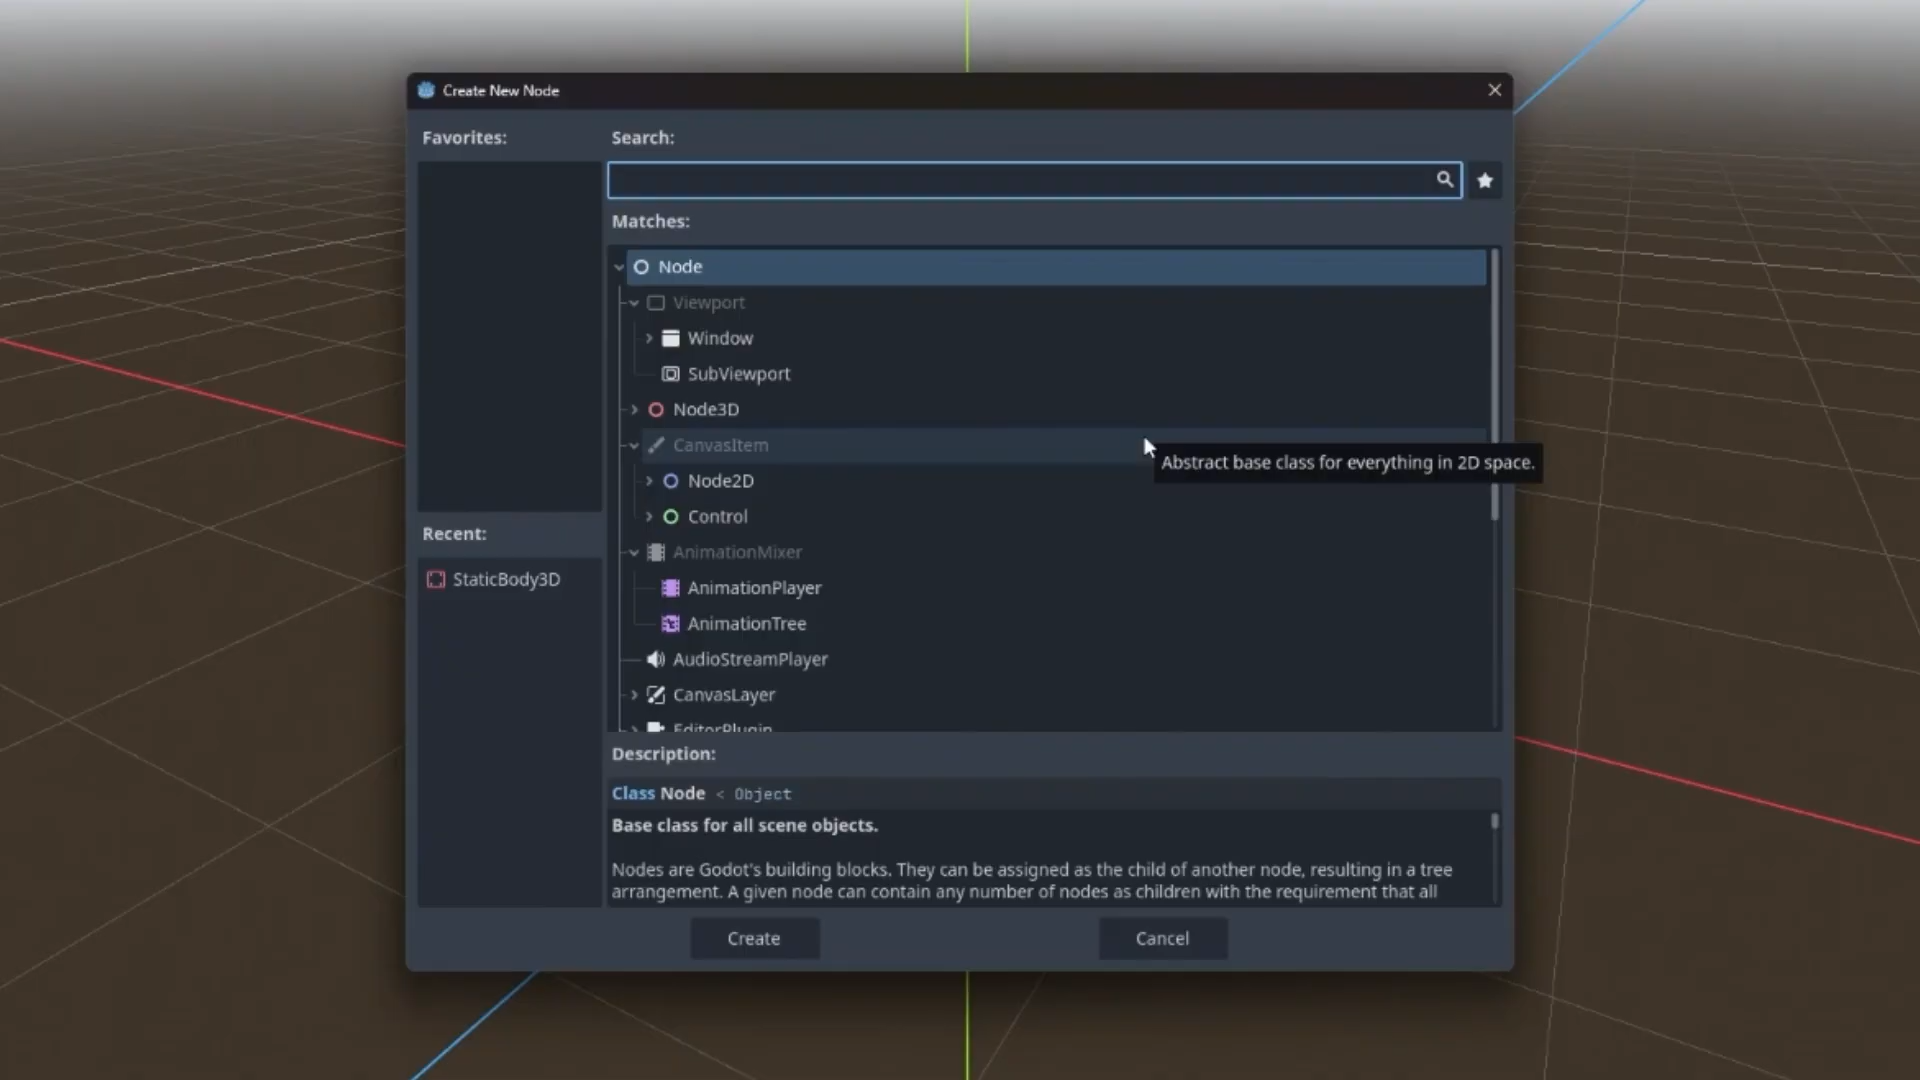 Create New Node
Favorites:
Search:
Matches:
Node
Viewport
Window
SubViewport
Node3D
CanvasItem
Abstract base class for everything in 2D space.
Node2D
Control
AnimationMixer
AnimationPlayer
AnimationTree
AudioStreamPlayer
CanvasLayer
EditorPlugin
Recent:
StaticBody3D
Description:
Class Node < Object
Base class for all scene objects.
Nodes are Godot's building blocks. They can be assigned as the child of another node, resulting in a tree
arrangement. A given node can contain any number of nodes as children with the requirement that all
Create
Cancel